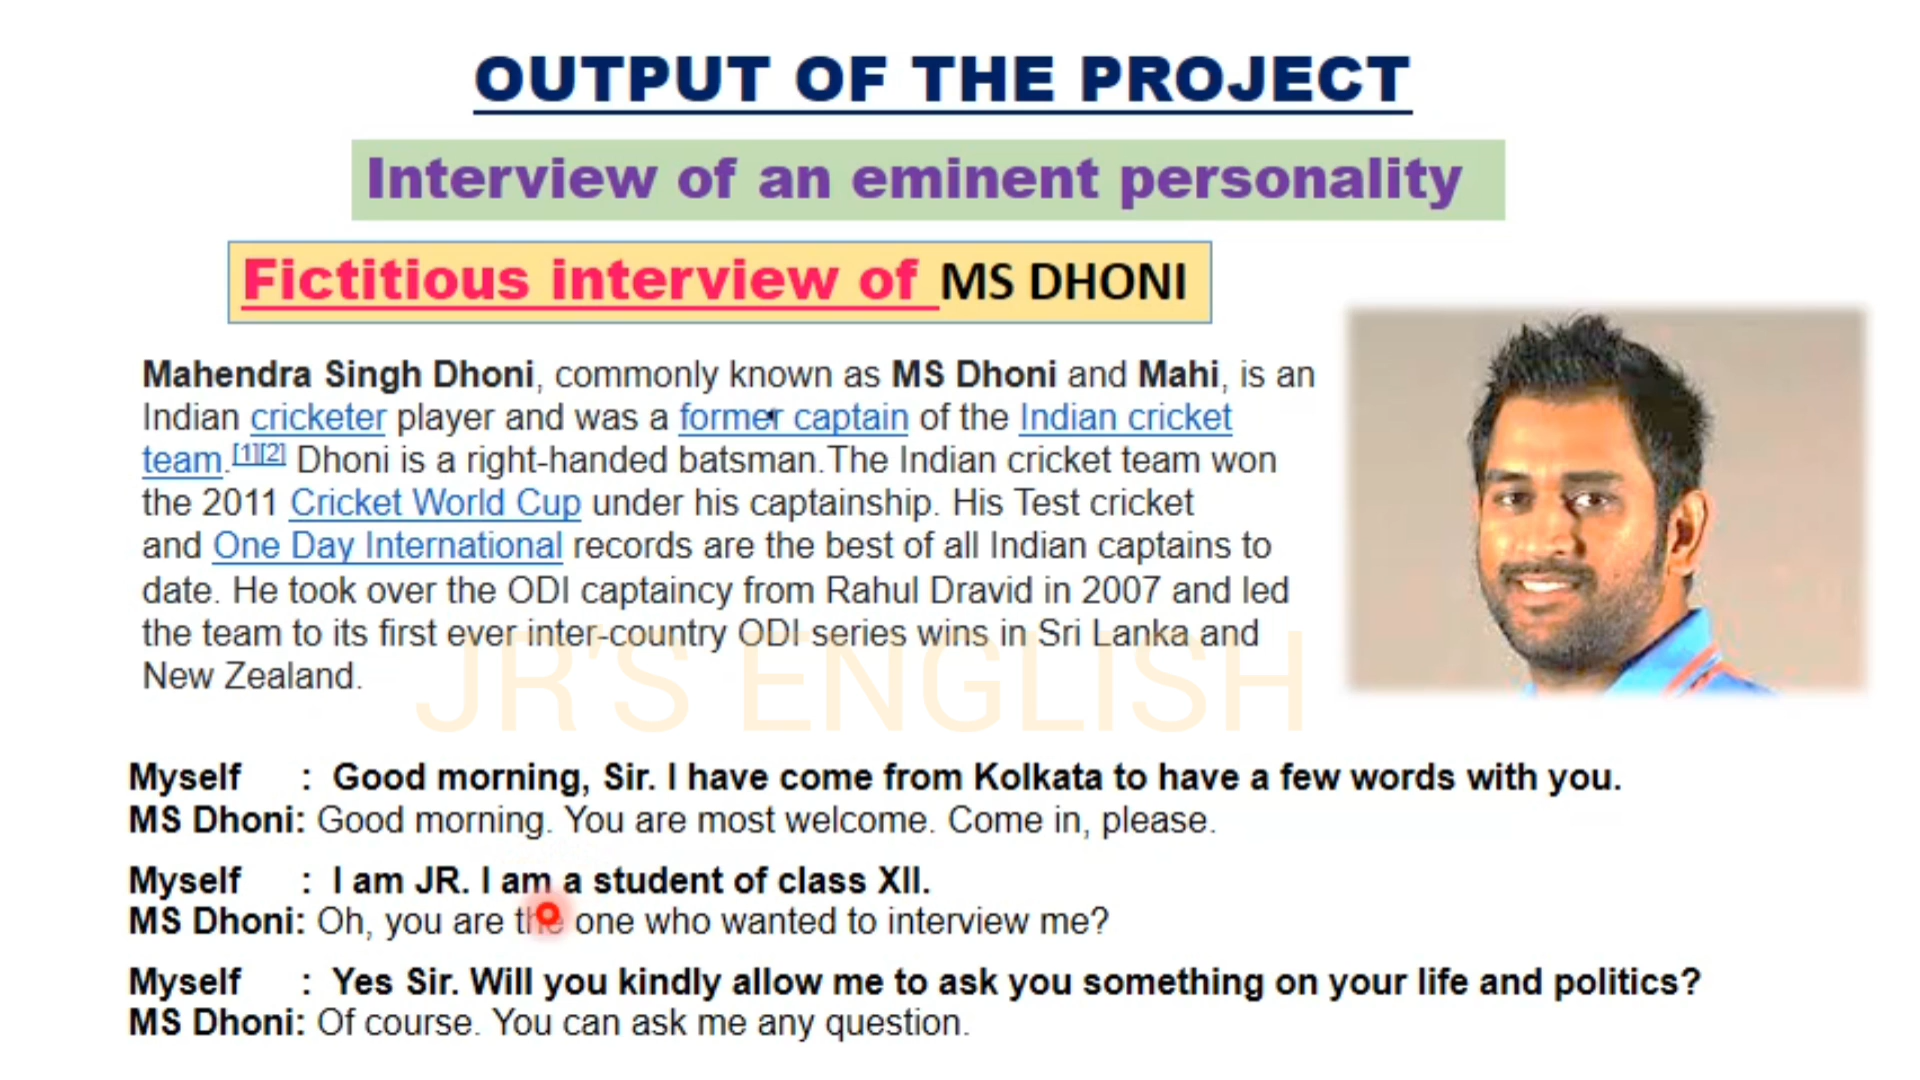 OUTPUT OF THE PROJECT
Interview of an eminent personality
Fictitious interview of MS DHONI
Mahendra Singh Dhoni, commonly known as MS Dhoni and Mahi, is an
Indian cricketer player and was a former captain of the Indian cricket
team.[1][2] Dhoni is a right-handed batsman.The Indian cricket team won
the 2011 Cricket World Cup under his captainship. His Test cricket
and One Day International records are the best of all Indian captains to
date. He took over the ODI captaincy from Rahul Dravid in 2007 and led
the team to its first ever inter-country ODI series wins in Sri Lanka and
New Zealand.
JR'S ENGLISH
Myself : Good morning, Sir. I have come from Kolkata to have a few words with you.
MS Dhoni: Good morning. You are most welcome. Come in, please.
Myself : I am JR. I am a student of class XII.
MS Dhoni: Oh, you are the one who wanted to interview me?
Myself : Yes Sir. Will you kindly allow me to ask you something on your life and politics?
MS Dhoni: Of course. You can ask me any question.